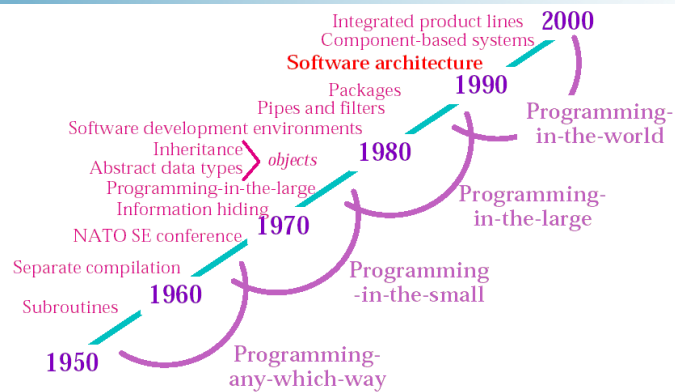 Integrated product lines
2000
Component-based systems
Software architecture
1990
Packages
Pipes and filters
Programming-
in-the-world
Software development environments
Inheritance
Abstract data types
objects
1980
Programming-in-the-large
Information hiding
Programming-
in-the-large
1970
NATO SE conference
Separate compilation
Programming
-in-the-small
1960
Subroutines
1950
Programming-
any-which-way